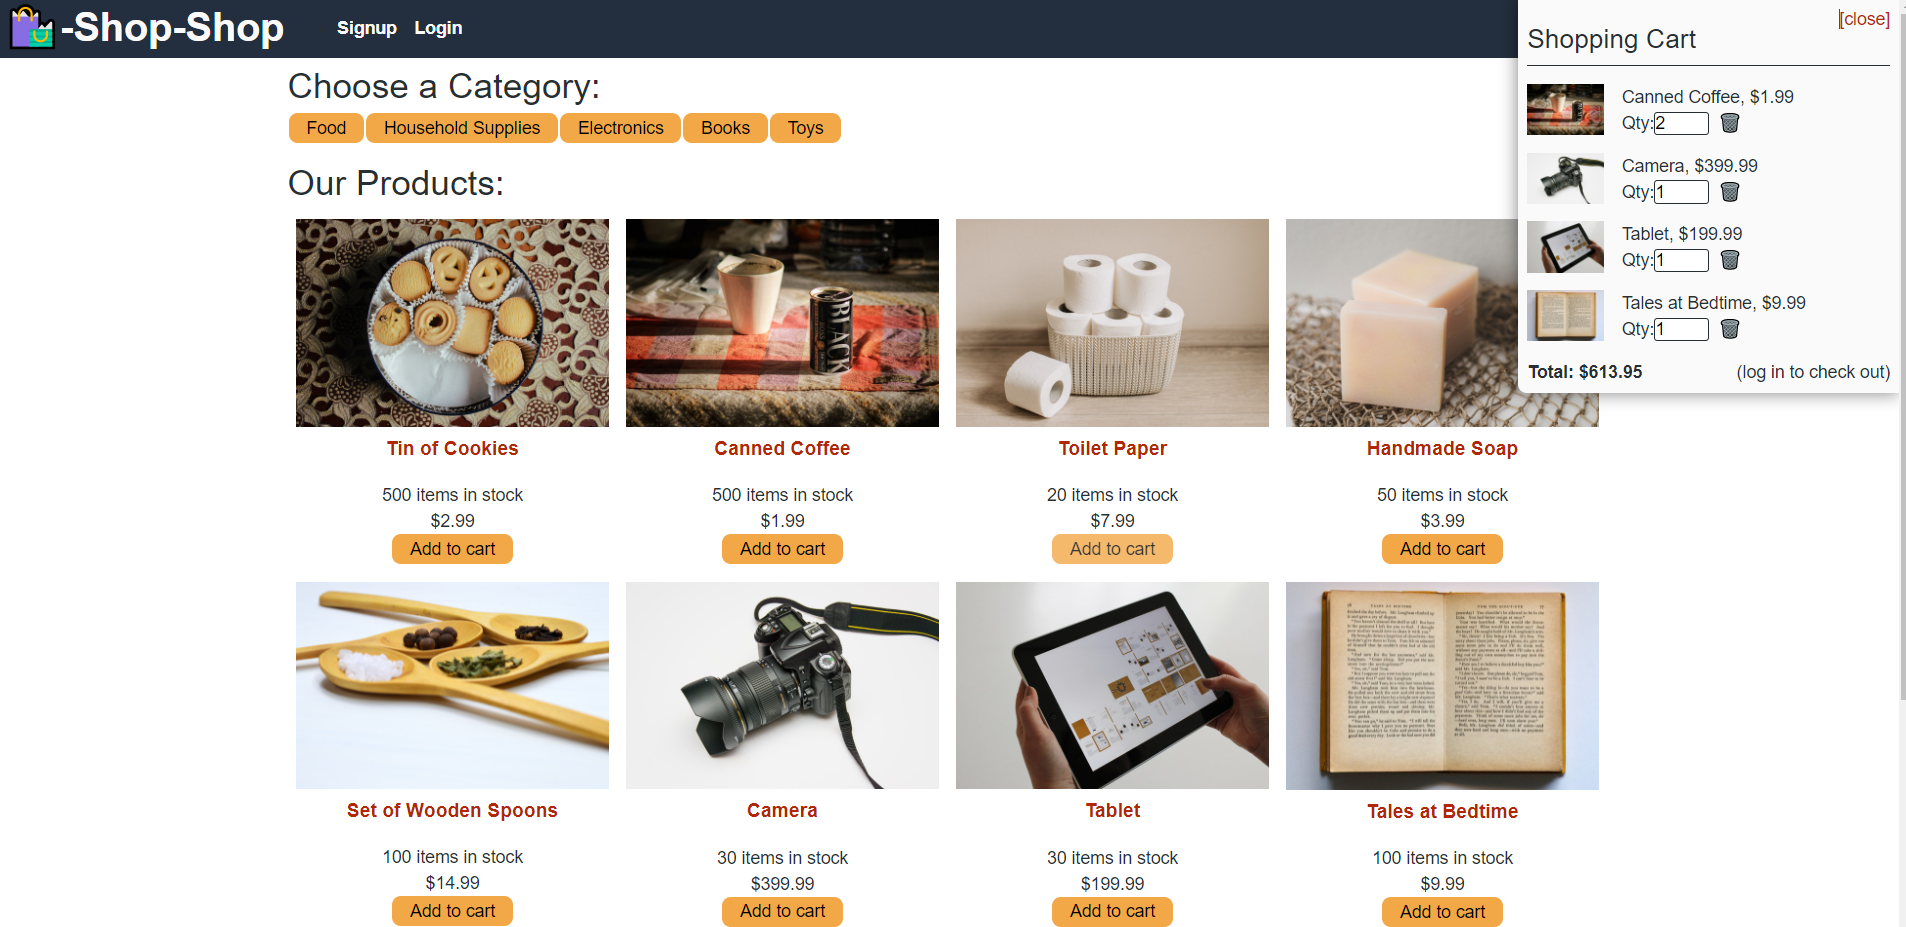 -Shop-Shop
Signup Login
Choose a Category:
Food Household Supplies Electronics Books Toys
Our Products:
[close]
Shopping Cart
Canned Coffee, $1.99
Qty:2
Camera, $399.99
Qty:1
Tablet, $199.99
Qty:1
Tales at Bedtime, $9.99
Qty:1
Total: $613.95 (log in to check out)
BLACK
Tin of Cookies
500 items in stock
$2.99
Add to cart
Canned Coffee
500 items in stock
$1.99
Add to cart
Toilet Paper
20 items in stock
$7.99
Add to cart
Handmade Soap
50 items in stock
$3.99
Add to cart
Set of Wooden Spoons
100 items in stock
$14.99
Add to cart
Camera
30 items in stock
$399.99
Add to cart
Tablet
30 items in stock
$199.99
Add to cart
TALES AT BEDTIME
Tales at Bedtime
100 items in stock
$9.99
Add to cart